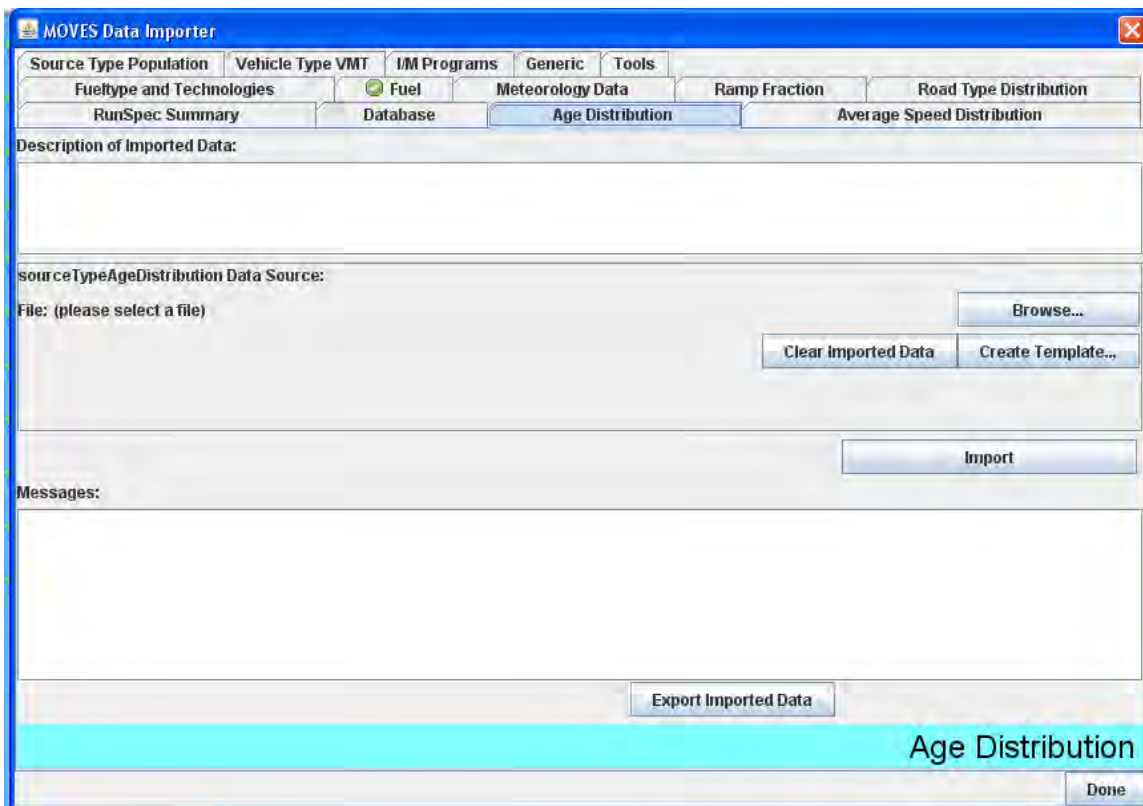 MOVES Data Importer
Source Type Population Vehicle Type VMT I/M Programs Generic Tools
Fueltype and Technologies Fuel Meteorology Data Ramp Fraction Road Type Distribution
RunSpec Summary Database Age Distribution Average Speed Distribution
Description of Imported Data:
sourceTypeAgeDistribution Data Source:
File: (please select a file) Browse...
Clear Imported Data Create Template...
Import
Messages:
Export Imported Data
Age Distribution
Done